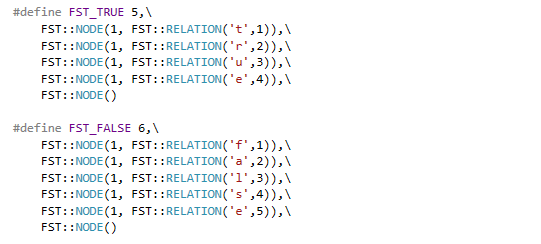 #define FST_TRUE 5,\
FST::NODE(1, FST::RELATION('t',1)),\
FST::NODE(1, FST::RELATION('r',2)),\
FST::NODE(1, FST::RELATION('u',3)),\
FST::NODE(1, FST::RELATION('e',4)),\
FST::NODE()
#define FST_FALSE 6,\
FST::NODE(1, FST::RELATION('f',1)),\
FST::NODE(1, FST::RELATION('a',2)),\
FST::NODE(1, FST::RELATION('l',3)),\
FST::NODE(1, FST::RELATION('s',4)),\
FST::NODE(1, FST::RELATION('e',5)),\
FST::NODE()